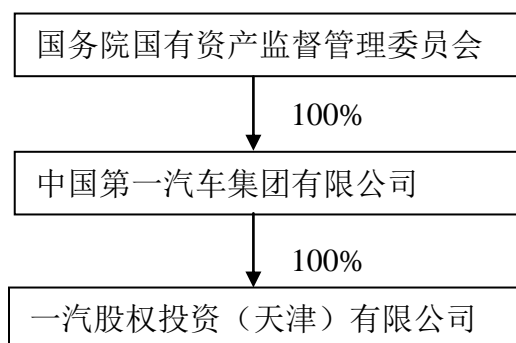 国务院国有资产监督管理委员会
100%
中国第一汽车集团有限公司
100%
一汽股权投资（天津）有限公司